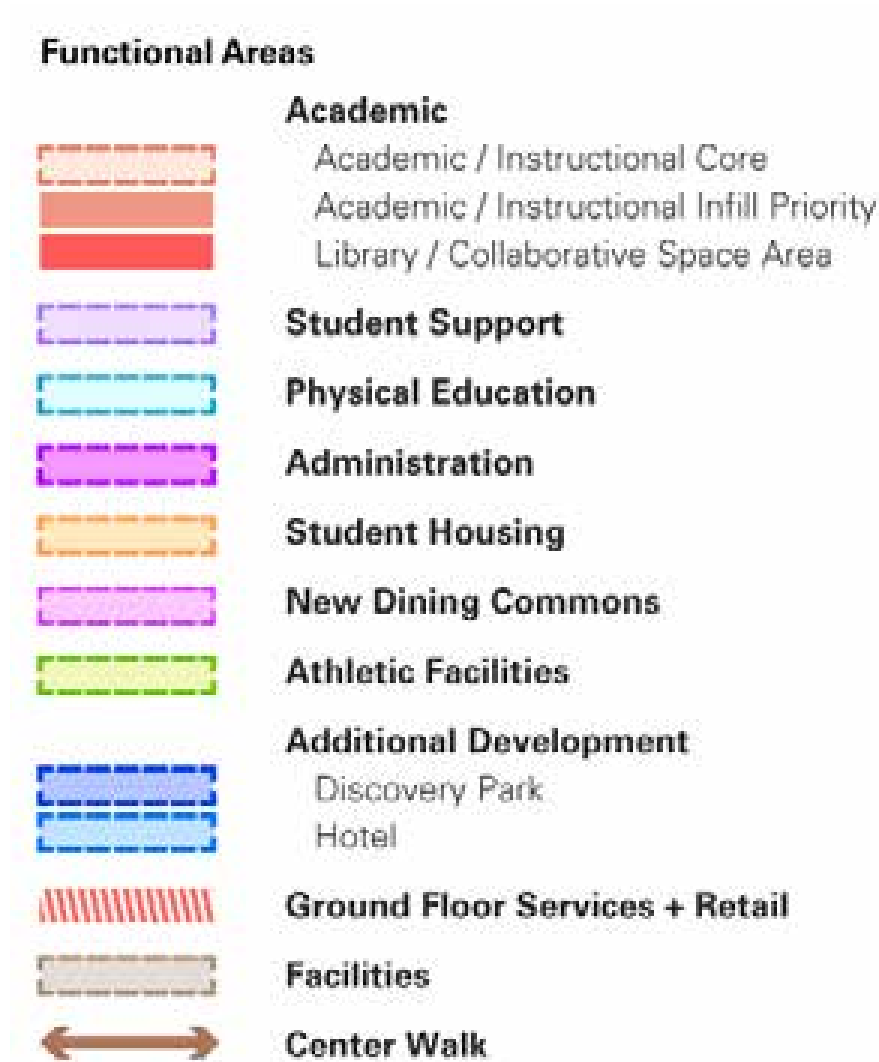 Functional Areas
Academic
Academic / Instructional Core
Academic / Instructional Infill Priority
Library / Collaborative Space Area
Student Support
Physical Education
Administration
Student Housing
New Dining Commons
Athletic Facilities
Additional Development
Discovery Park
Hotel
Ground Floor Services + Retail
Facilities
Center Walk